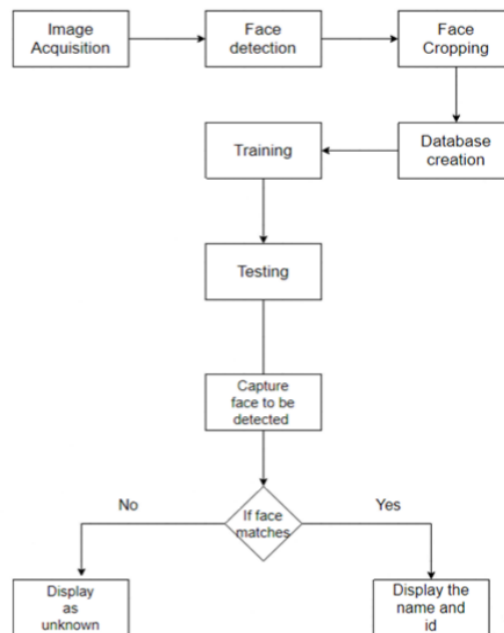 Image
Acquisition
Face
detection
Face
Cropping
Training
Database
creation
Testing
Capture
face to be
detected
No
If face
matches
Yes
Display
as
unknown
Display the
name and
id